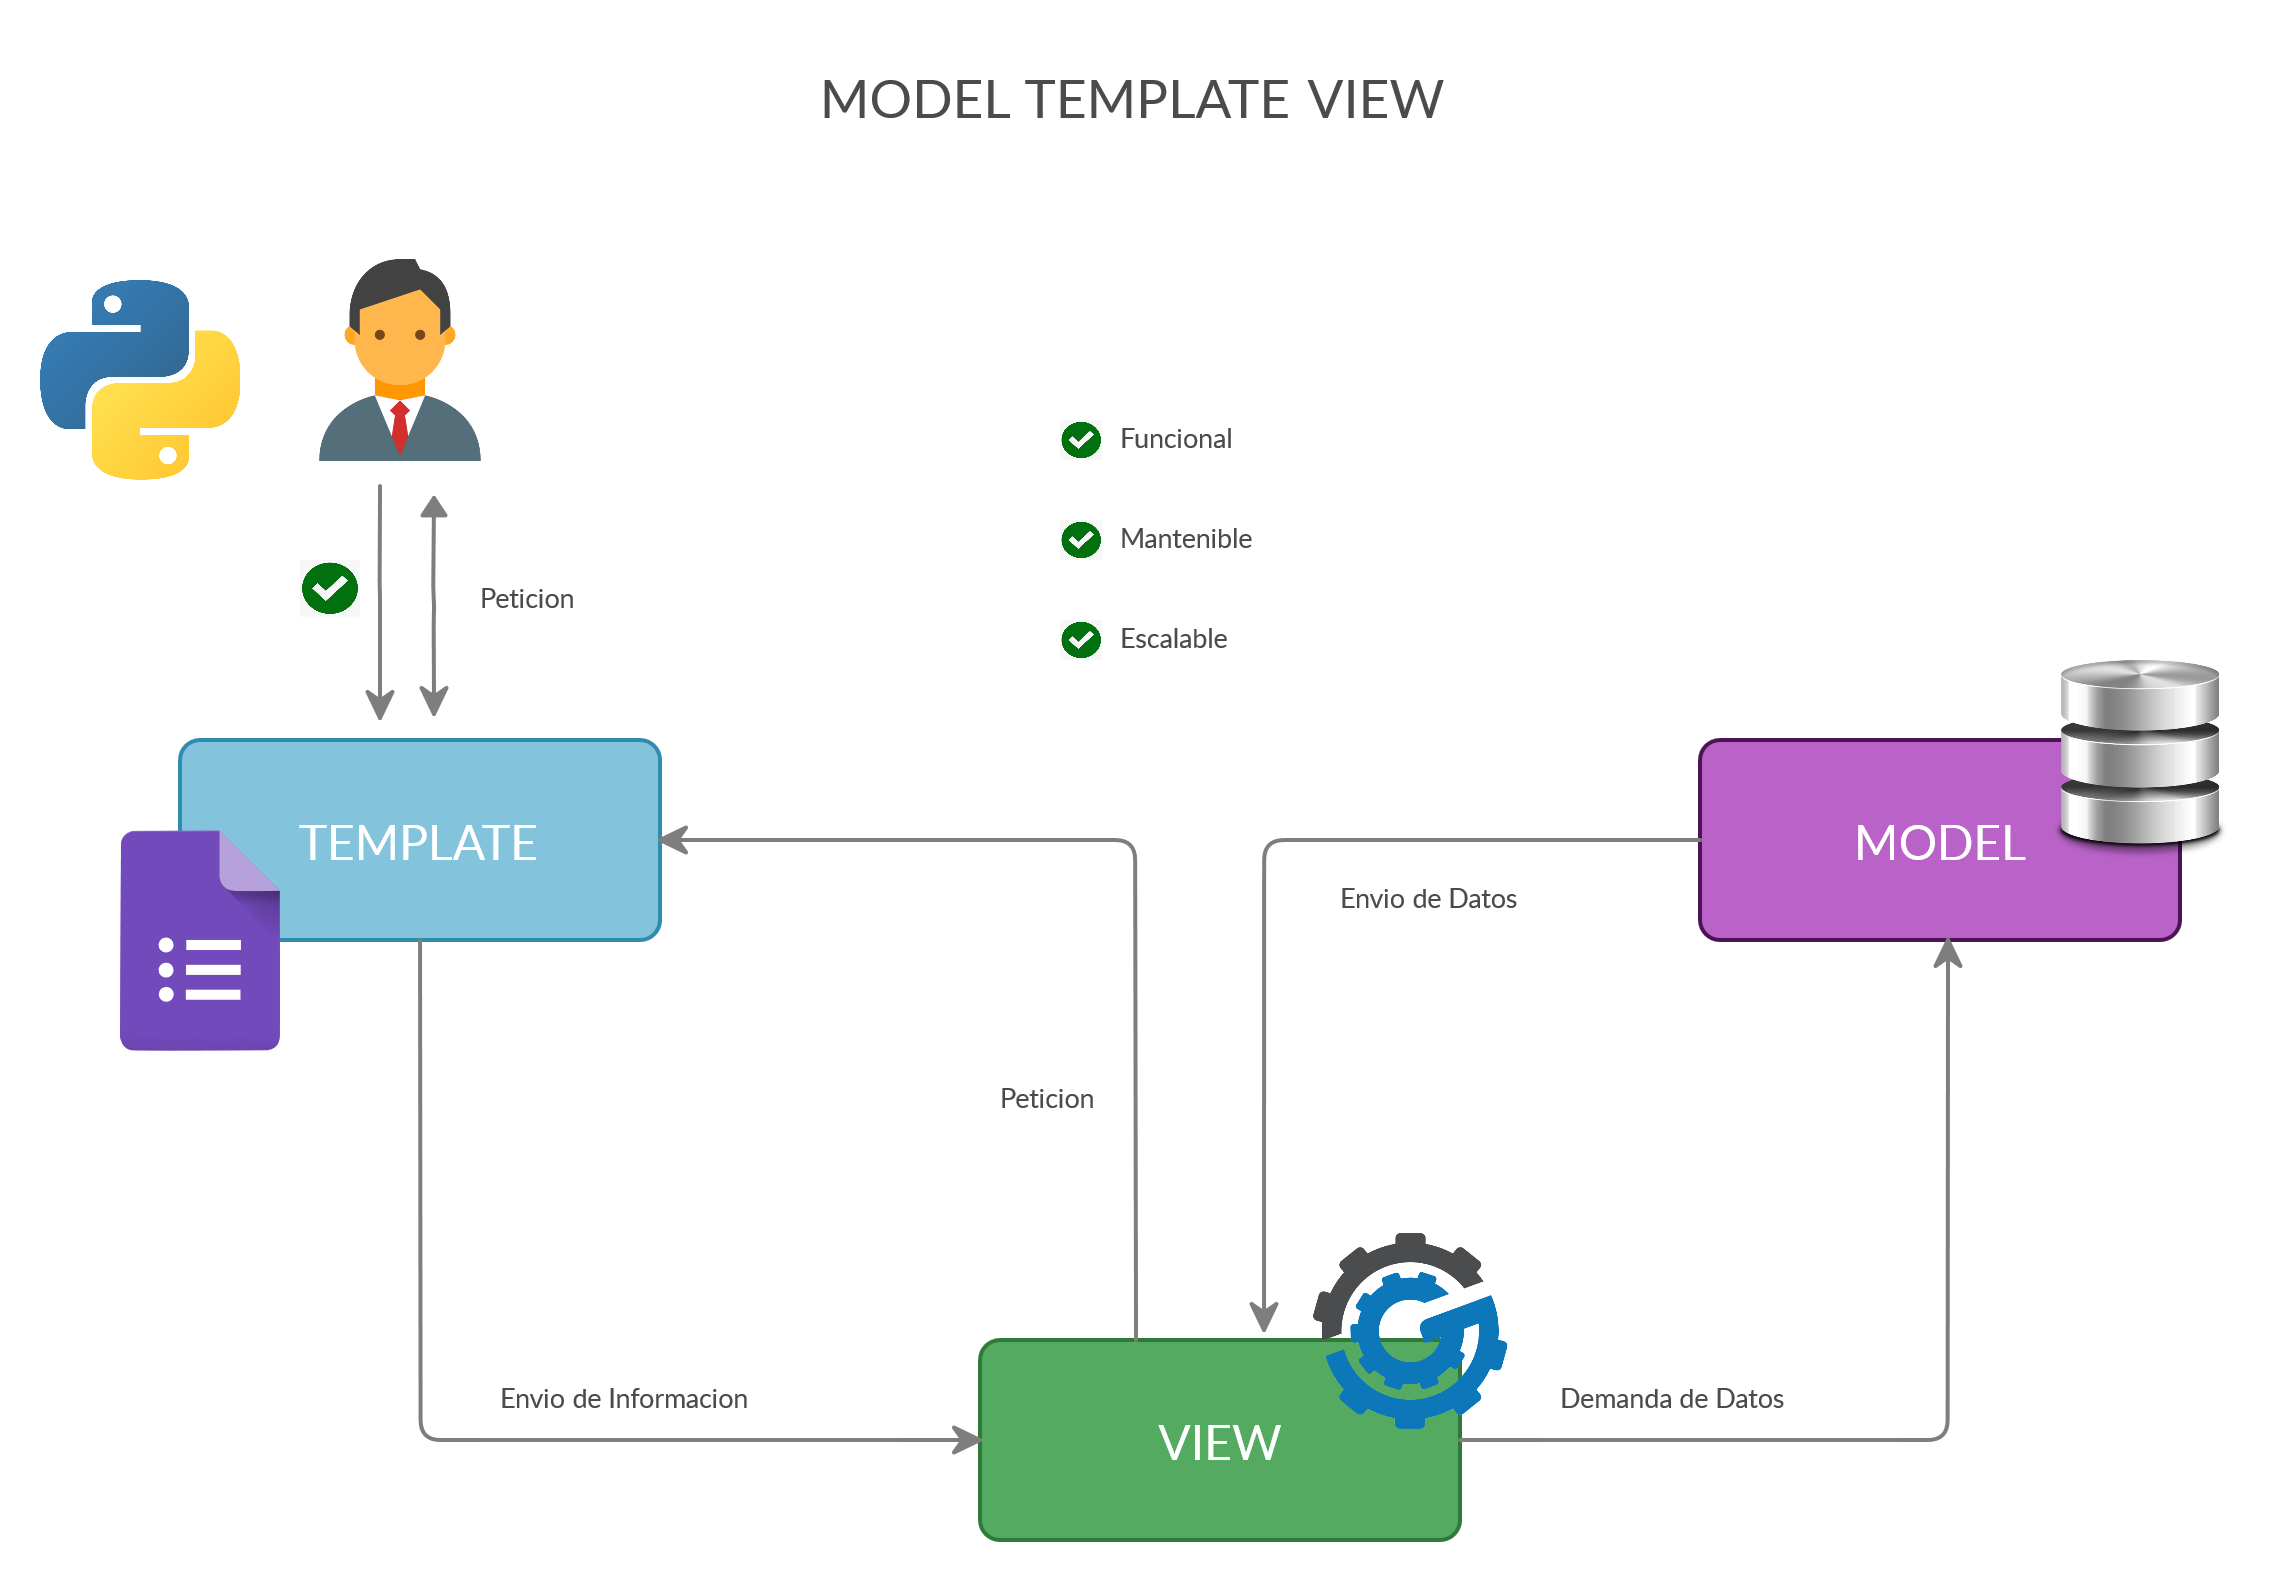 MODEL TEMPLATE VIEW
Funcional
Mantenible
Peticion
Escalable
TEMPLATE
MODEL
Envio de Datos
Peticion
Envio de Informacion
Demanda de Datos
VIEW